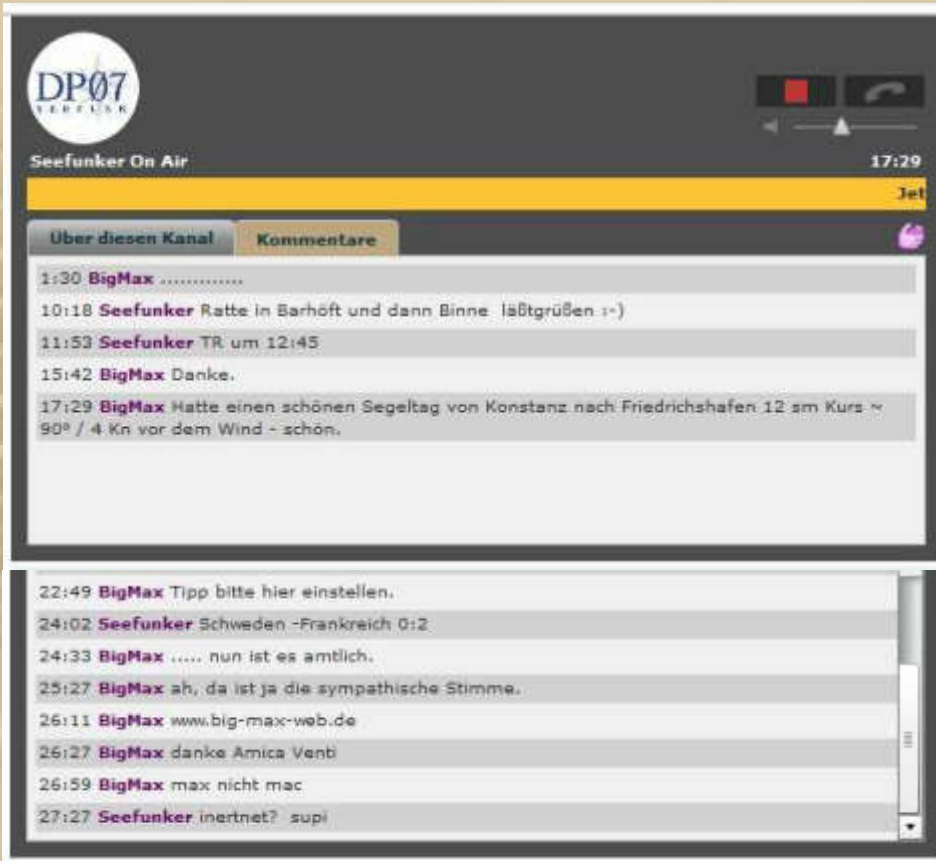 DP07
SEEFUNK
Seefunker On Air
17:29
Jet
Über diesen Kanal
Kommentare
1:30 BigMax .............
10:18 Seefunker Ratte in Barhöft und dann Binne läßtgrüßen :-)
11:53 Seefunker TR um 12:45
15:42 BigMax Danke.
17:29 BigMax Hatte einen schönen Segeltag von Konstanz nach Friedrichshafen 12 sm Kurs ~
90° / 4 Kn vor dem Wind - schön.
22:49 BigMax Tipp bitte hier einstellen.
24:02 Seefunker Schweden -Frankreich 0:2
24:33 BigMax ..... nun ist es amtlich.
25:27 BigMax ah, da ist ja die sympathische Stimme.
26:11 BigMax www.big-max-web.de
26:27 BigMax danke Amica Venti
26:59 BigMax max nicht mac
27:27 Seefunker inertnet? supi